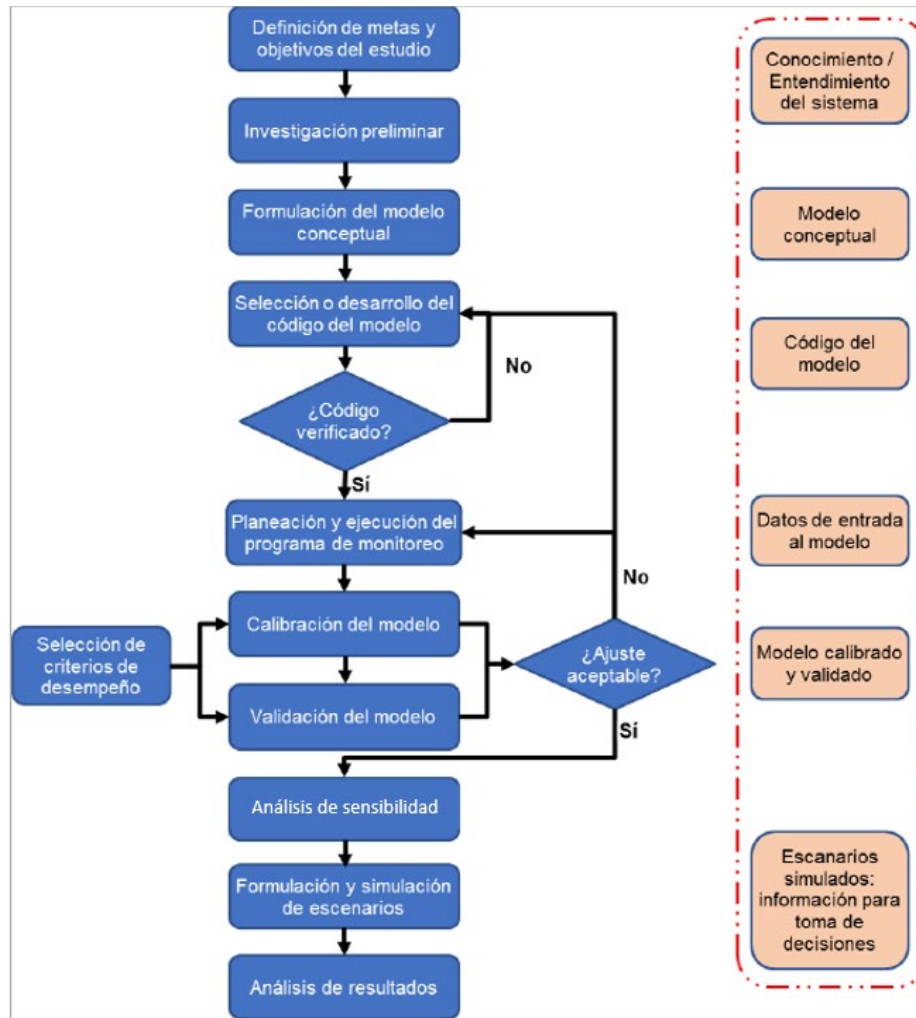 Definición de metas y
objetivos del estudio
Investigación preliminar
Formulación del modelo
conceptual
Selección o desarrollo del
código del modelo
No
¿Código
verificado?
Sí
Planeación y ejecución del
programa de monitoreo
No
Selección de
criterios de
desempeño
Calibración del modelo
¿Ajuste
aceptable?
Validación del modelo
Sí
Análisis de sensibilidad
Formulación y simulación
de escenarios
Análisis de resultados
Conocimiento /
Entendimiento
del sistema
Modelo
conceptual
Código del
modelo
Datos de entrada
al modelo
Modelo calibrado
y validado
Escanarios
simulados:
información para
toma de
decisiones